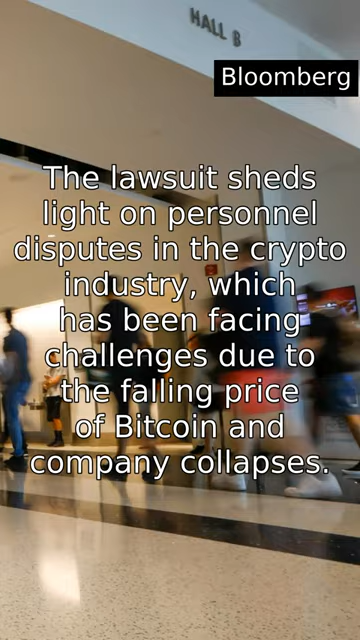 HALL B
Bloomberg
The lawsuit sheds
light on personnel
disputes in the crypto
industry, which
has been facing
challenges due to
the falling price
of Bitcoin and
company collapses.